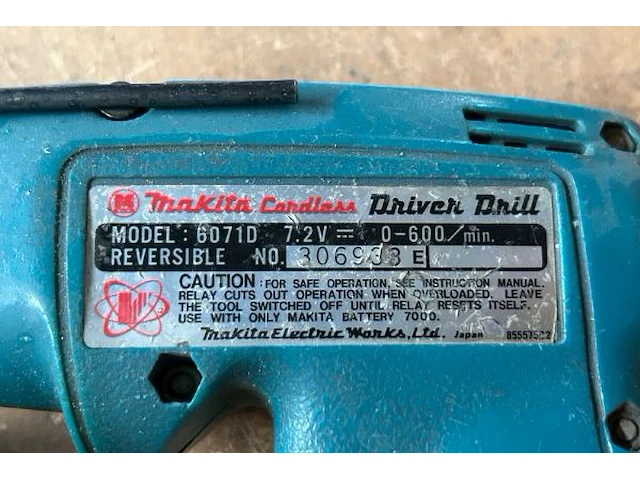 M Makita Cordless Driver Drill
MODEL: 6071D 7.2V⎓ 0-600/min.
REVERSIBLE NO. E
CAUTION: FOR SAFE OPERATION, SEE INSTRUCTION MANUAL.
RELAY CUTS OUT OPERATION WHEN OVERLOADED. LEAVE
THE TOOL SWITCHED OFF UNTIL RELAY RESETS ITSELF.
USE WITH ONLY MAKITA BATTERY 7000.
Makita Electric Works, Ltd. Japan